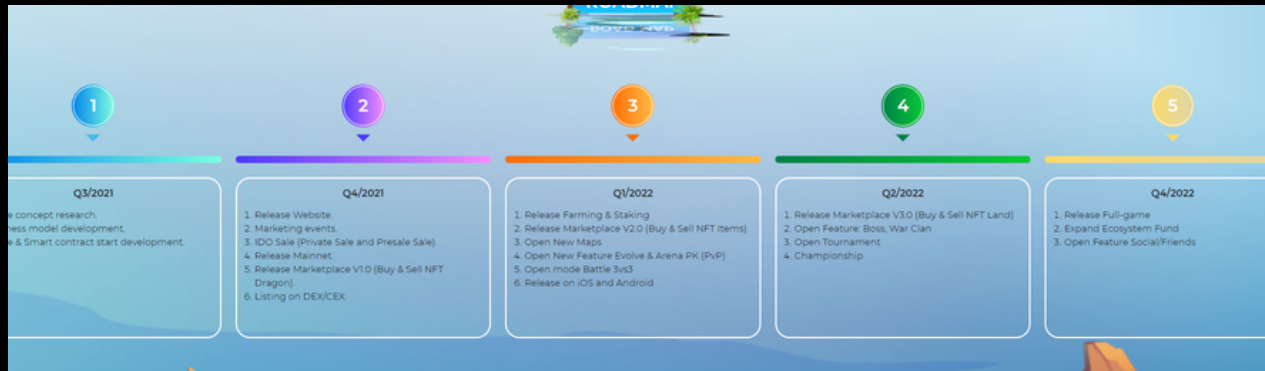 ROADMAP
1
2
3
4
5
Q3/2021
concept research.
model development.
& Smart contract start development.
Q4/2021
1. Release Website.
2. Marketing events.
3. IDO Sale (Private Sale and Presale Sale).
4. Release Mainnet.
5. Release Marketplace V1.0 (Buy & Sell NFT
Dragon).
6. Listing on DEX/CEX.
Q1/2022
1. Release Farming & Staking
2. Release Marketplace V2.0 (Buy & Sell NFT Items)
3. Open New Maps
4. Open New Feature Evolve & Arena PK (PvP)
5. Open mode Battle 3vs3
6. Release on iOS and Android
Q2/2022
1. Release Marketplace V3.0 (Buy & Sell NFT Land)
2. Open Feature: Boss, War Clan
3. Open Tournament
4. Championship
Q4/2022
1. Release Full-game
2. Expand Ecosystem Fund
3. Open Feature Social/Friends